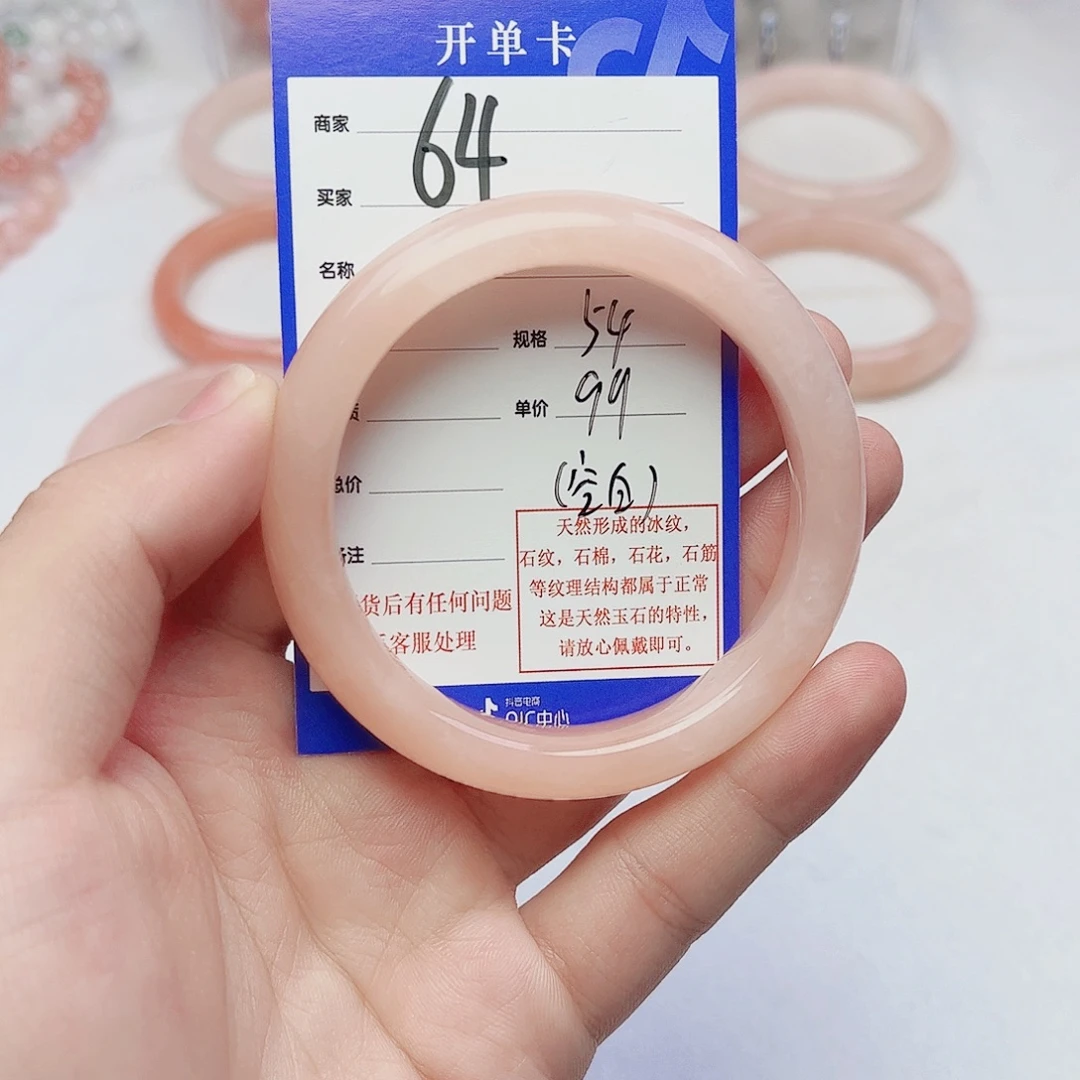 开单卡
商家
64
买家
名称
规格 54
单价 99
总价
(空白)
备注
天然形成的冰纹，
石纹，石棉，石花，石筋
等纹理结构都属于正常
这是天然玉石的特性，
请放心佩戴即可。
货后有任何问题
客服处理
抖音电商
QIC中心